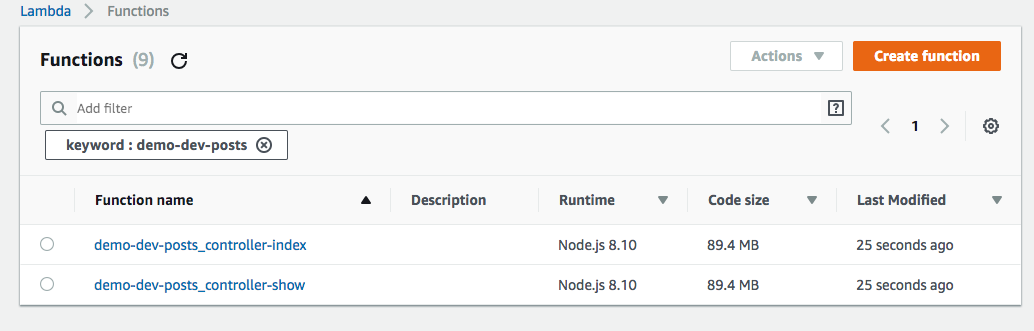 Lambda > Functions
Functions (9) Actions Create function
Add filter ?
keyword : demo-dev-posts 1
Function name Description Runtime Code size Last Modified
demo-dev-posts_controller-index Node.js 8.10 89.4 MB 25 seconds ago
demo-dev-posts_controller-show Node.js 8.10 89.4 MB 25 seconds ago